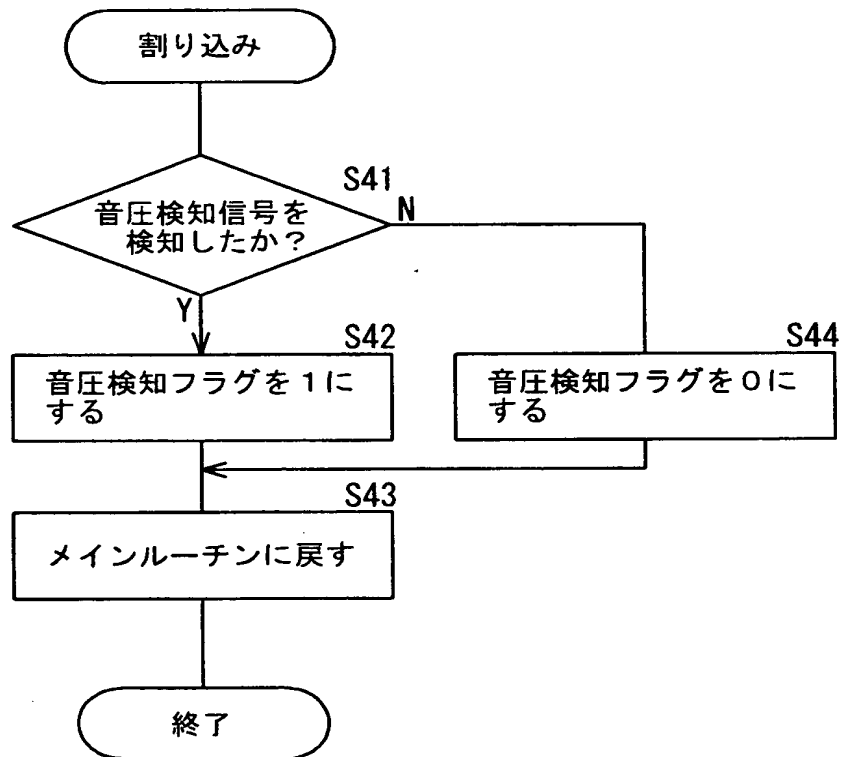 割り込み
S41
音圧検知信号を
検知したか？
N
Y
S42
音圧検知フラグを１に
する
S44
音圧検知フラグを０に
する
S43
メインルーチンに戻す
終了